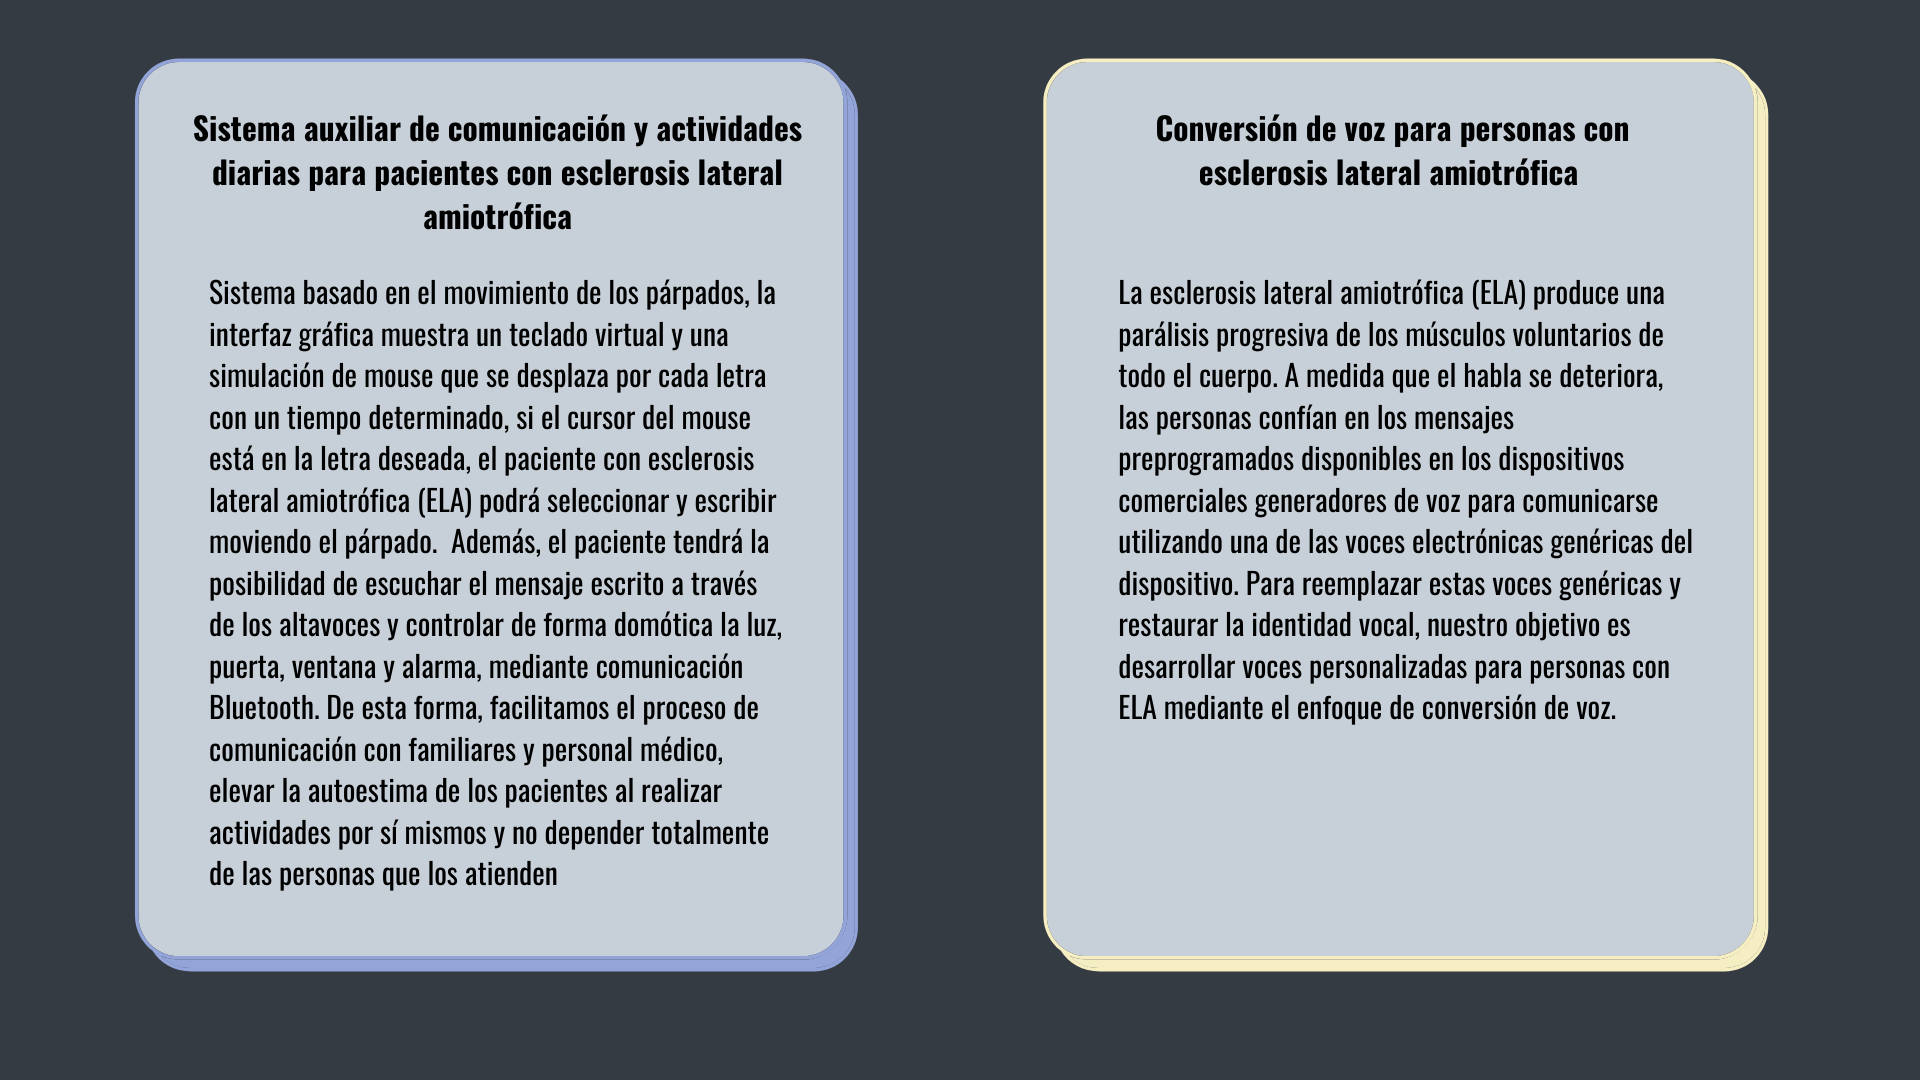 Sistema auxiliar de comunicación y actividades
diarias para pacientes con esclerosis lateral
amiotrófica
Sistema basado en el movimiento de los párpados, la
interfaz gráfica muestra un teclado virtual y una
simulación de mouse que se desplaza por cada letra
con un tiempo determinado, si el cursor del mouse
está en la letra deseada, el paciente con esclerosis
lateral amiotrófica (ELA) podrá seleccionar y escribir
moviendo el párpado.  Además, el paciente tendrá la
posibilidad de escuchar el mensaje escrito a través
de los altavoces y controlar de forma domótica la luz,
puerta, ventana y alarma, mediante comunicación
Bluetooth. De esta forma, facilitamos el proceso de
comunicación con familiares y personal médico,
elevar la autoestima de los pacientes al realizar
actividades por sí mismos y no depender totalmente
de las personas que los atienden
Conversión de voz para personas con
esclerosis lateral amiotrófica
La esclerosis lateral amiotrófica (ELA) produce una
parálisis progresiva de los músculos voluntarios de
todo el cuerpo. A medida que el habla se deteriora,
las personas confían en los mensajes
preprogramados disponibles en los dispositivos
comerciales generadores de voz para comunicarse
utilizando una de las voces electrónicas genéricas del
dispositivo. Para reemplazar estas voces genéricas y
restaurar la identidad vocal, nuestro objetivo es
desarrollar voces personalizadas para personas con
ELA mediante el enfoque de conversión de voz.